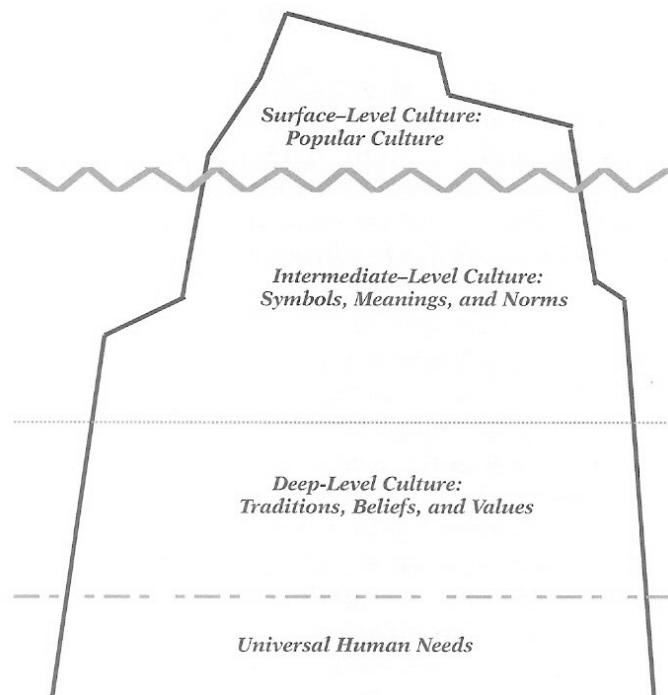 Surface–Level Culture:
Popular Culture
Intermediate–Level Culture:
Symbols, Meanings, and Norms
Deep-Level Culture:
Traditions, Beliefs, and Values
Universal Human Needs